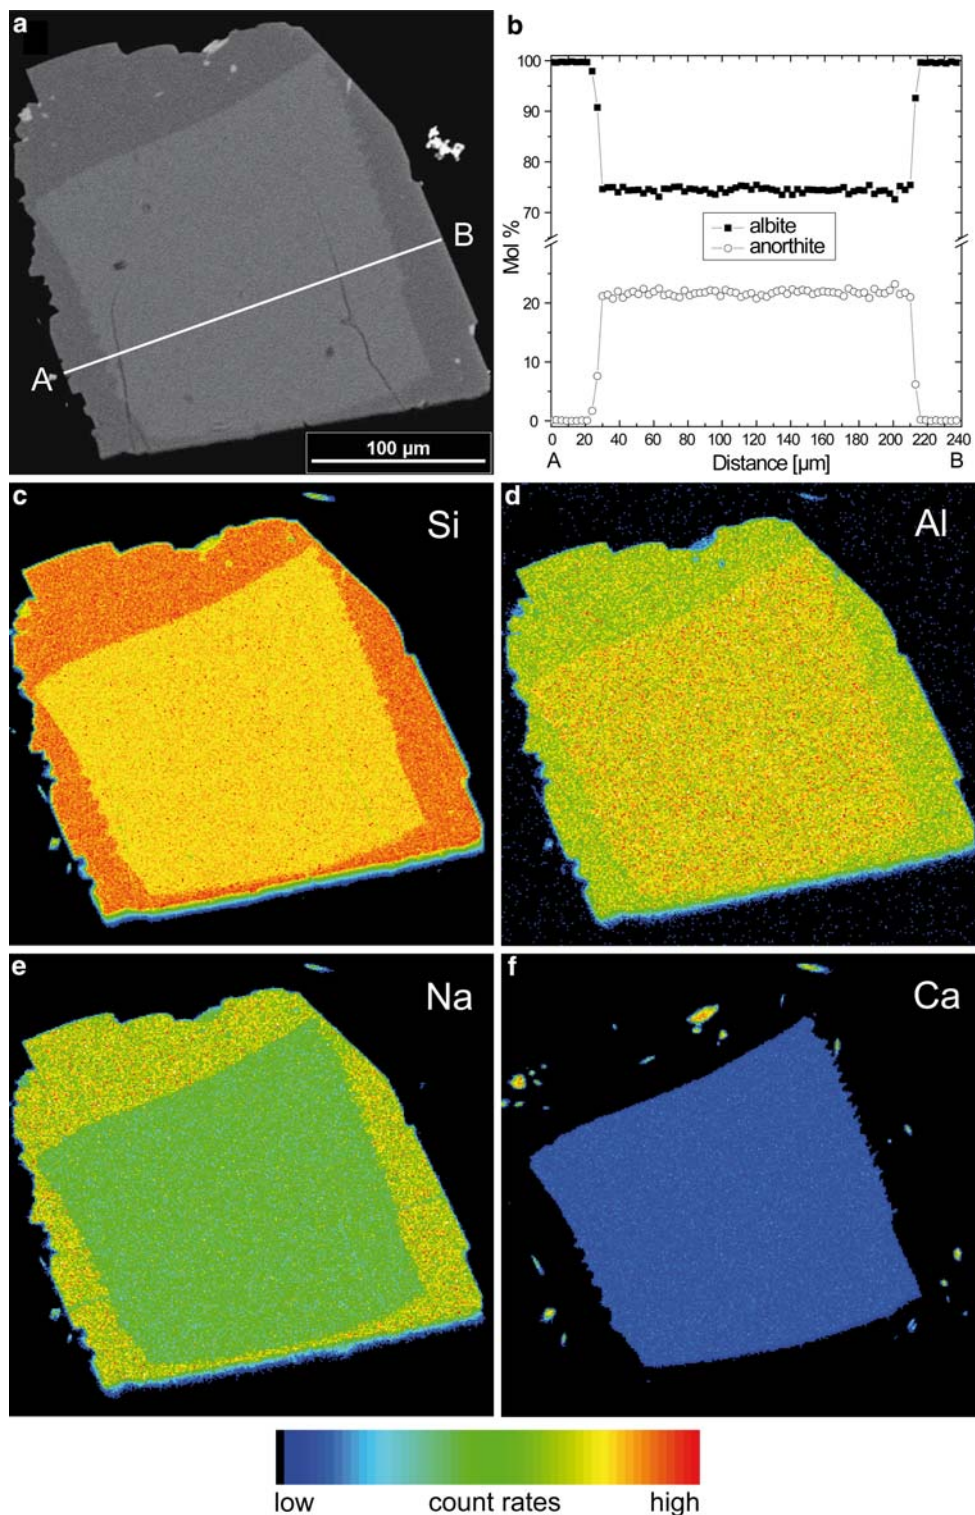 a
B
A
100 µm
b
100
90
80
75
70
20
10
0
Mol %
albite
anorthite
0 20 40 60 80 100 120 140 160 180 200 220 240
A Distance [µm] B
c
Si
d
Al
e
Na
f
Ca
low count rates high